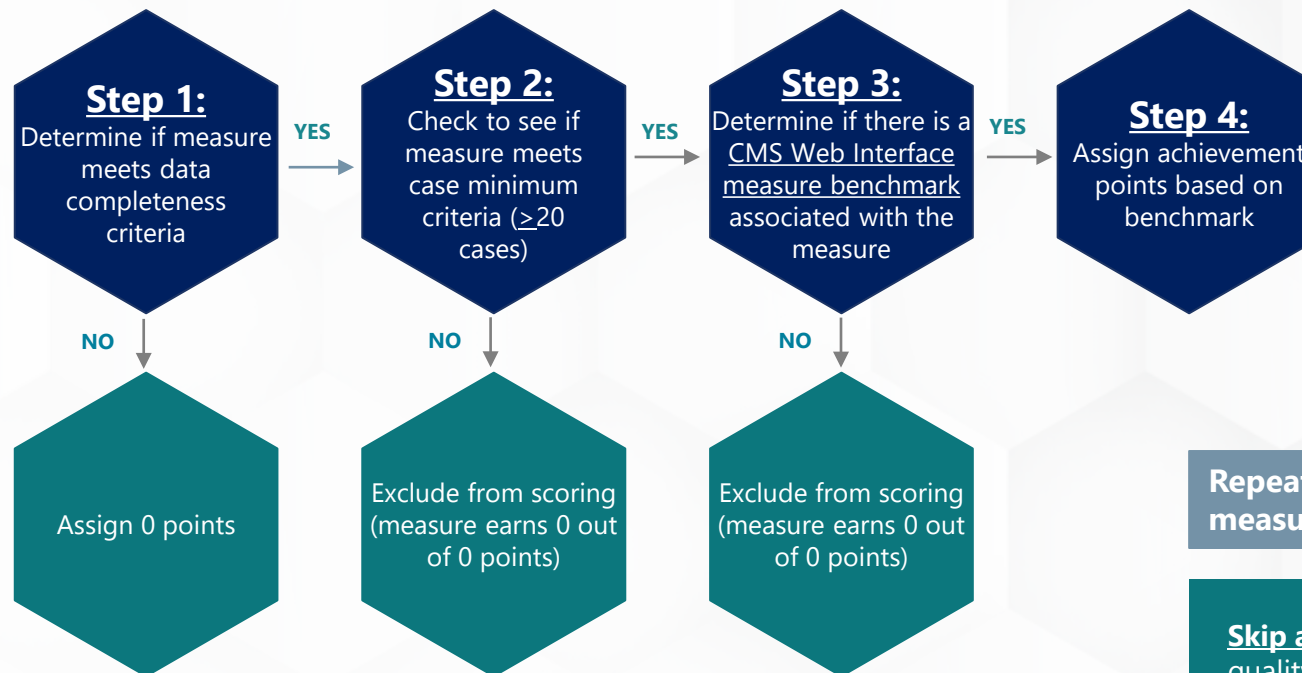 Step 1:
Determine if measure
meets data
completeness
criteria
YES
Step 2:
Check to see if
measure meets
case minimum
criteria (≥20
cases)
YES
Step 3:
Determine if there is a
CMS Web Interface
measure benchmark
associated with the
measure
YES
Step 4:
Assign achievement
points based on
benchmark
NO
NO
NO
Assign 0 points
Exclude from scoring
(measure earns 0 out
of 0 points)
Exclude from scoring
(measure earns 0 out
of 0 points)
Skip